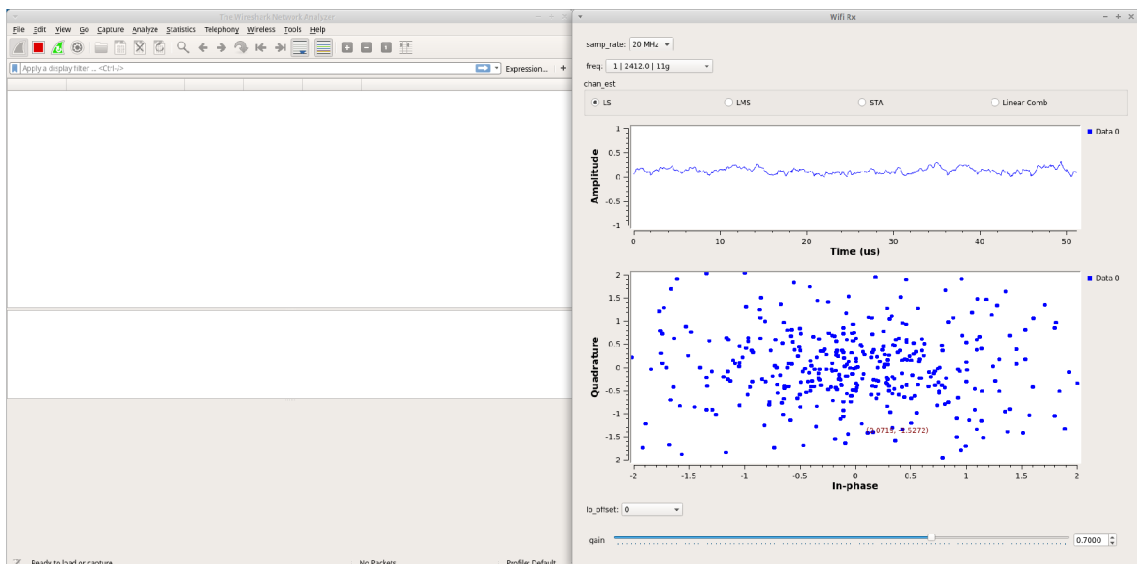 The Wireshark Network Analyzer
File Edit View Go Capture Analyze Statistics Telephony Wireless Tools Help
Apply a display filter ... <Ctrl-/>
Expression... +
Ready to load or capture
No Packets
Profile: Default
Wifi Rx
samp_rate: 20 MHz
freq: 1 | 2412.0 | 11g
chan_est
LS LMS STA Linear Comb
Data 0
Amplitude
1
0.5
0
-0.5
-1
0 10 20 30 40 50
Time (us)
Data 0
Quadrature
2
1.5
1
0.5
0
-0.5
-1
-1.5
2
-2 -1.5 -1 -0.5 0 0.5 1 1.5 2
In-phase
lo_offset: 0
gain 0.7000